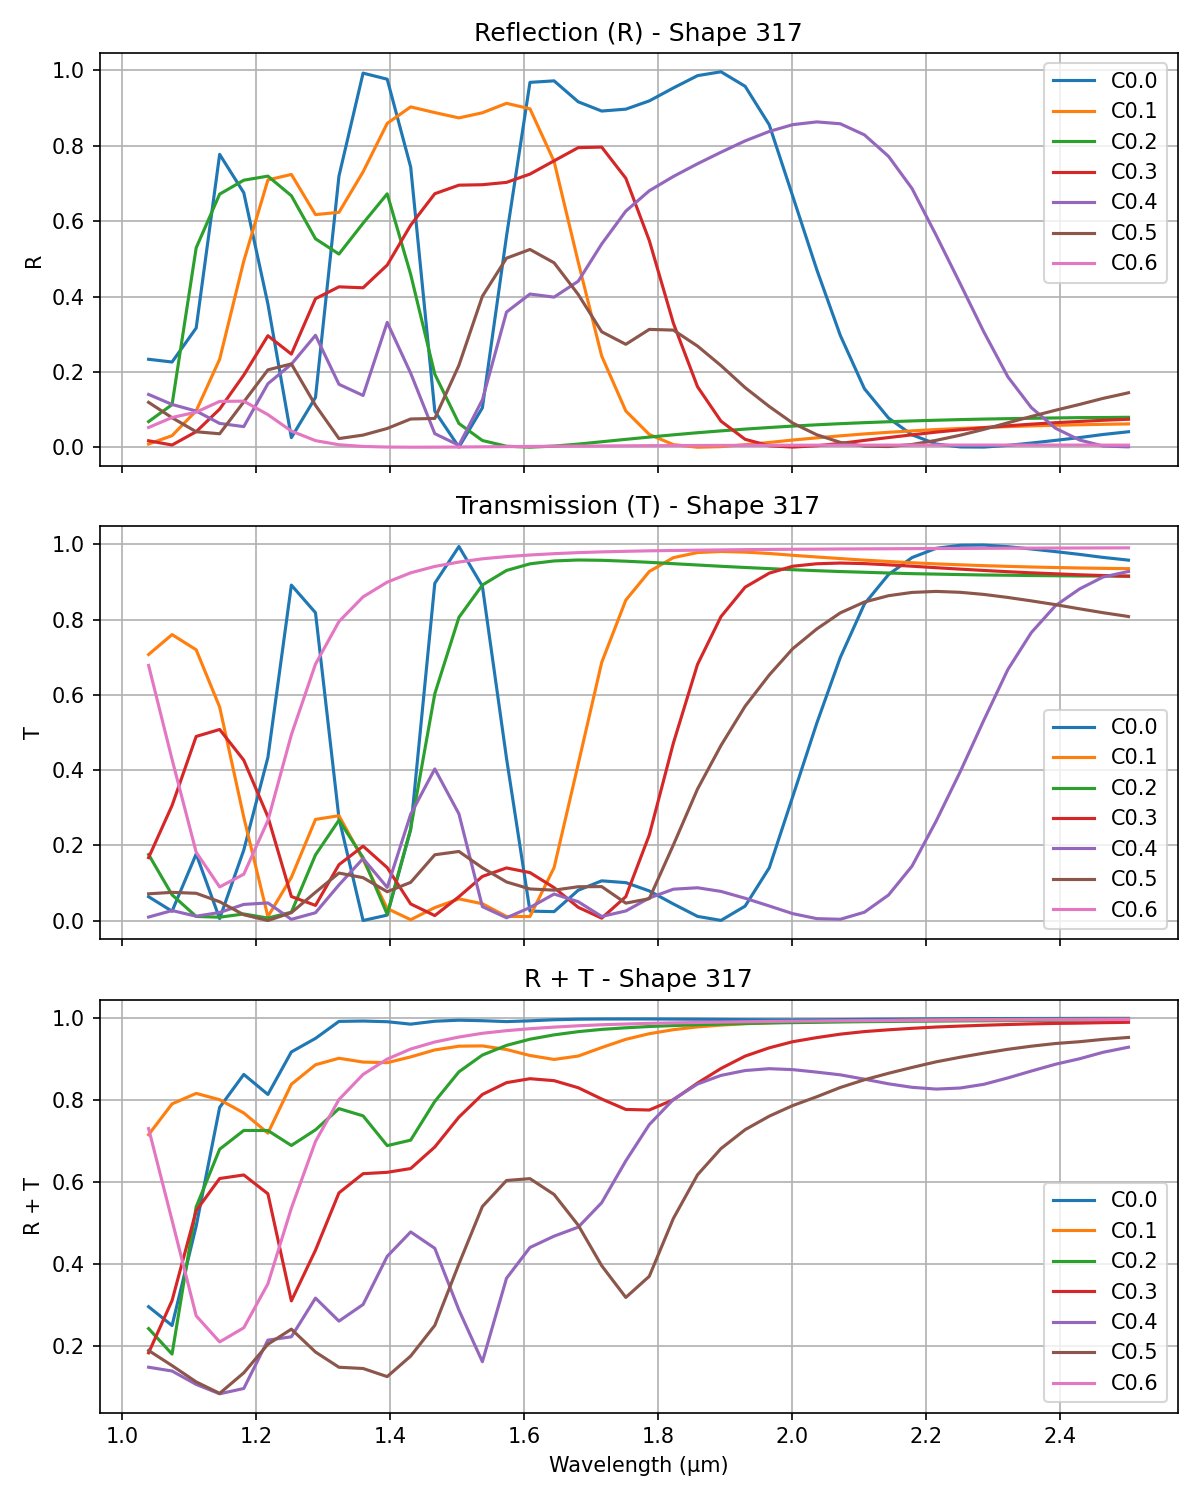 Reflection (R) - Shape 317
1.0
0.8
0.6
0.4
0.2
0.0
R
C0.0
C0.1
C0.2
C0.3
C0.4
C0.5
C0.6
Transmission (T) - Shape 317
1.0
0.8
0.6
0.4
0.2
0.0
T
C0.0
C0.1
C0.2
C0.3
C0.4
C0.5
C0.6
R + T - Shape 317
1.0
0.8
0.6
0.4
0.2
R + T
C0.0
C0.1
C0.2
C0.3
C0.4
C0.5
C0.6
1.0 1.2 1.4 1.6 1.8 2.0 2.2 2.4
Wavelength (µm)